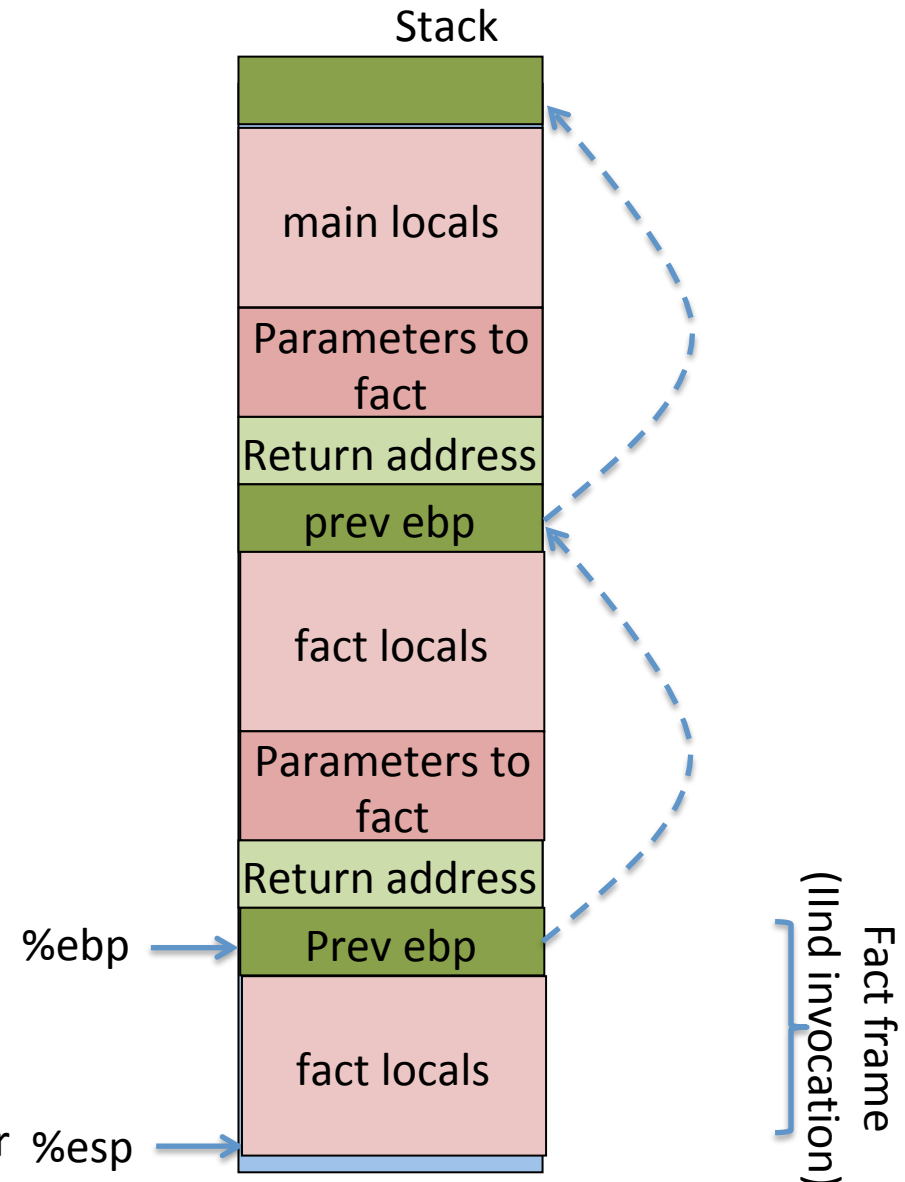 Stack
main locals
Parameters to
fact
Return address
prev ebp
fact locals
Parameters to
fact
Return address
%ebp
Prev ebp
fact locals
r %esp
Fact frame
(IInd invocation)